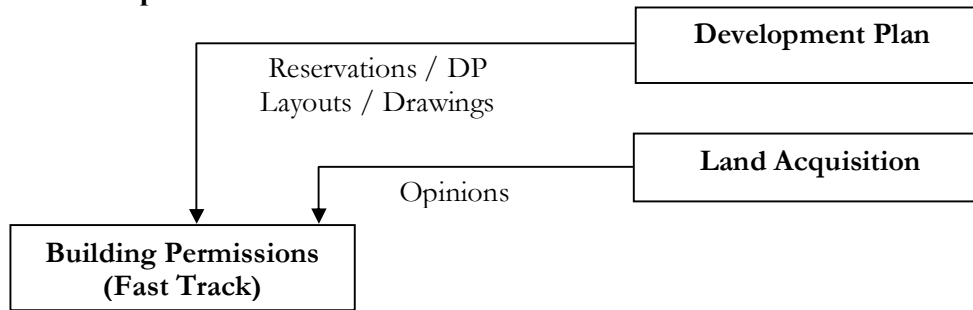 Development Plan
Reservations / DP
Layouts / Drawings
Land Acquisition
Opinions
Building Permissions
(Fast Track)